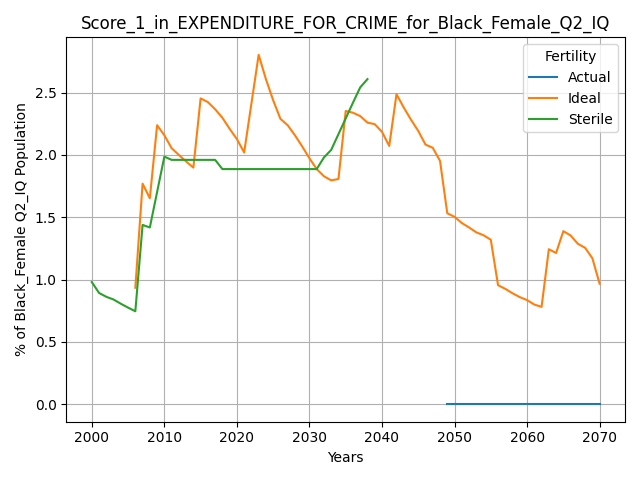 Score_1_in_EXPENDITURE_FOR_CRIME_for_Black_Female_Q2_IQ
% of Black_Female Q2_IQ Population
2.5
2.0
1.5
1.0
0.5
0.0
Fertility
Actual
Ideal
Sterile
2000 2010 2020 2030 2040 2050 2060 2070
Years